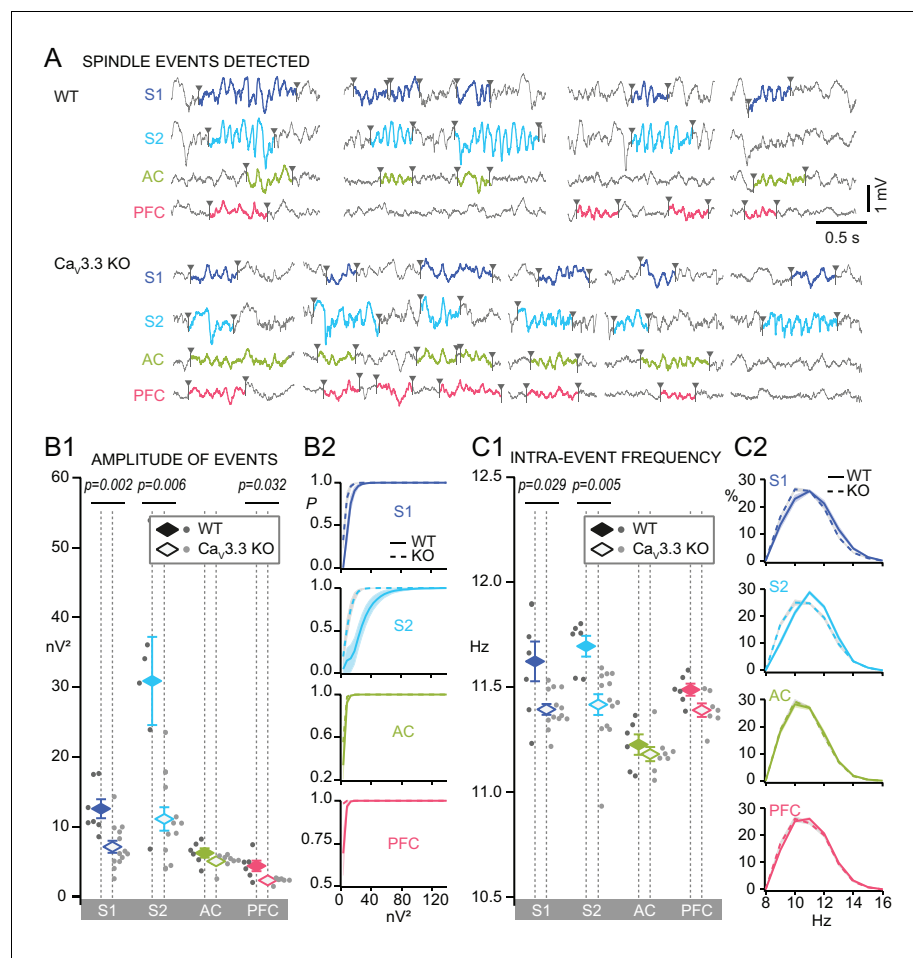 A SPINDLE EVENTS DETECTED
WT
S1
S2
AC
PFC
1 mV
0.5 s
Cav3.3 KO
S1
S2
AC
PFC
B1
AMPLITUDE OF EVENTS
p=0.002 p=0.006 p=0.032
WT
Cav3.3 KO
60
50
40
nV²
30
20
10
0
S1 S2 AC PFC
B2
1.0
P
0.5
S1
WT
KO
0.0
1.0
0.5
S2
0.0
1.0
0.6
AC
0.2
1.0
0.75
PFC
0.5
0 40 80 120
nV²
C1
INTRA-EVENT FREQUENCY
p=0.029 p=0.005
WT
Cav3.3 KO
12.5
12.0
Hz
11.5
11.0
10.5
S1 S2 AC PFC
C2
30
S1
%
WT
KO
20
10
0
30
S2
20
10
0
30
AC
20
10
0
30
PFC
20
10
0
8 10 12 14 16
Hz